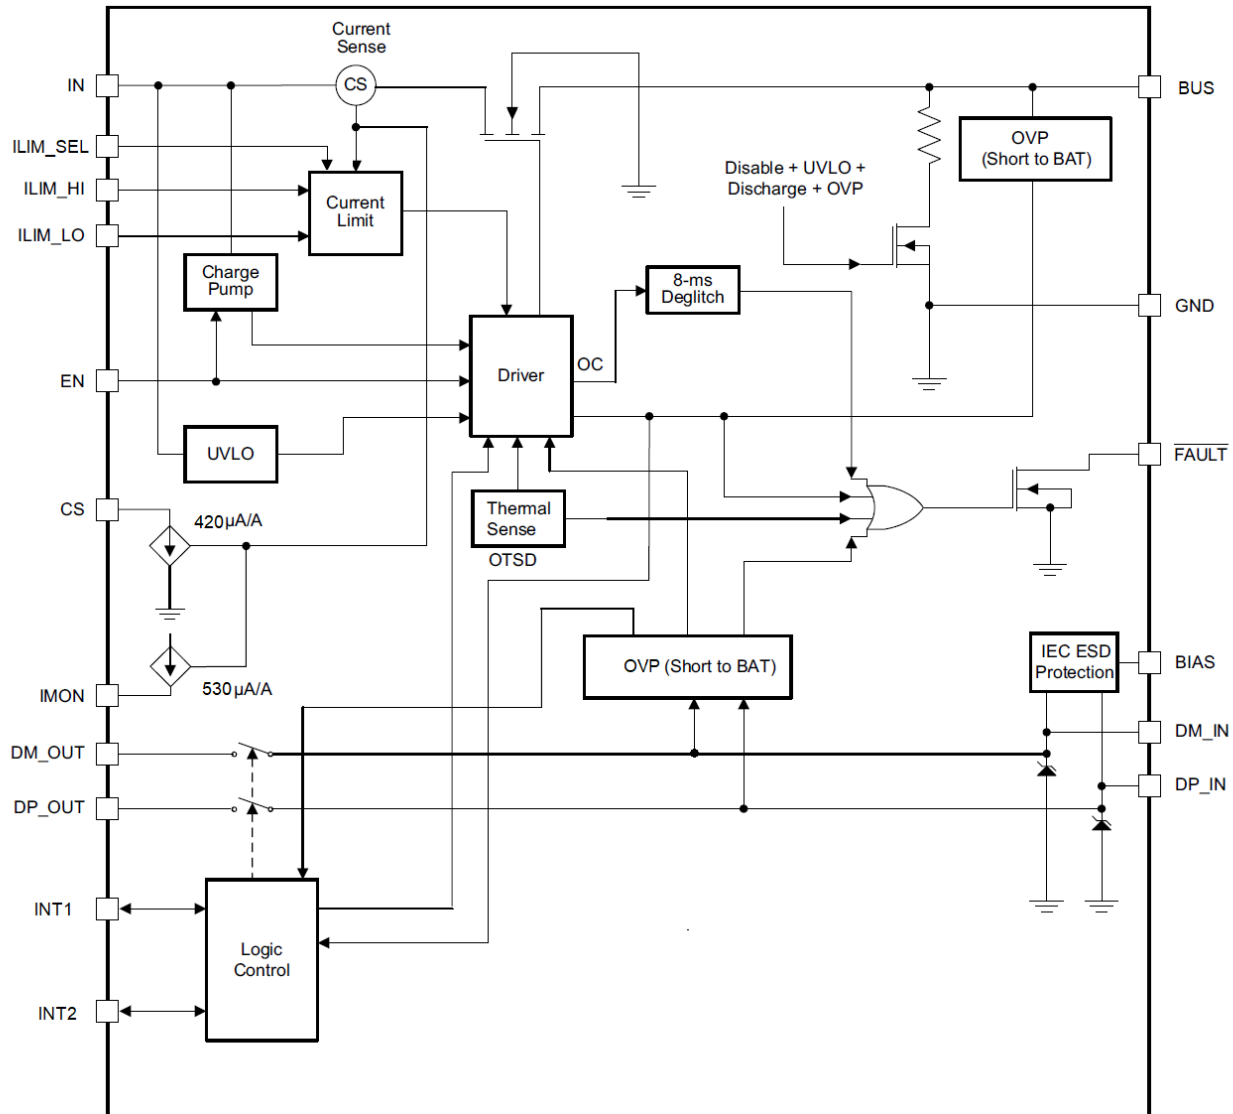 Current
Sense
IN
CS
BUS
OVP
(Short to BAT)
ILIM_SEL
Disable + UVLO +
Discharge + OVP
ILIM_HI
Current
Limit
ILIM_LO
Charge
Pump
8-ms
Deglitch
GND
OC
EN
Driver
UVLO
FAULT
CS
420µA/A
Thermal
Sense
OTSD
IEC ESD
Protection
BIAS
OVP (Short to BAT)
530µA/A
IMON
DM_OUT
DM_IN
DP_OUT
DP_IN
INT1
Logic
Control
INT2